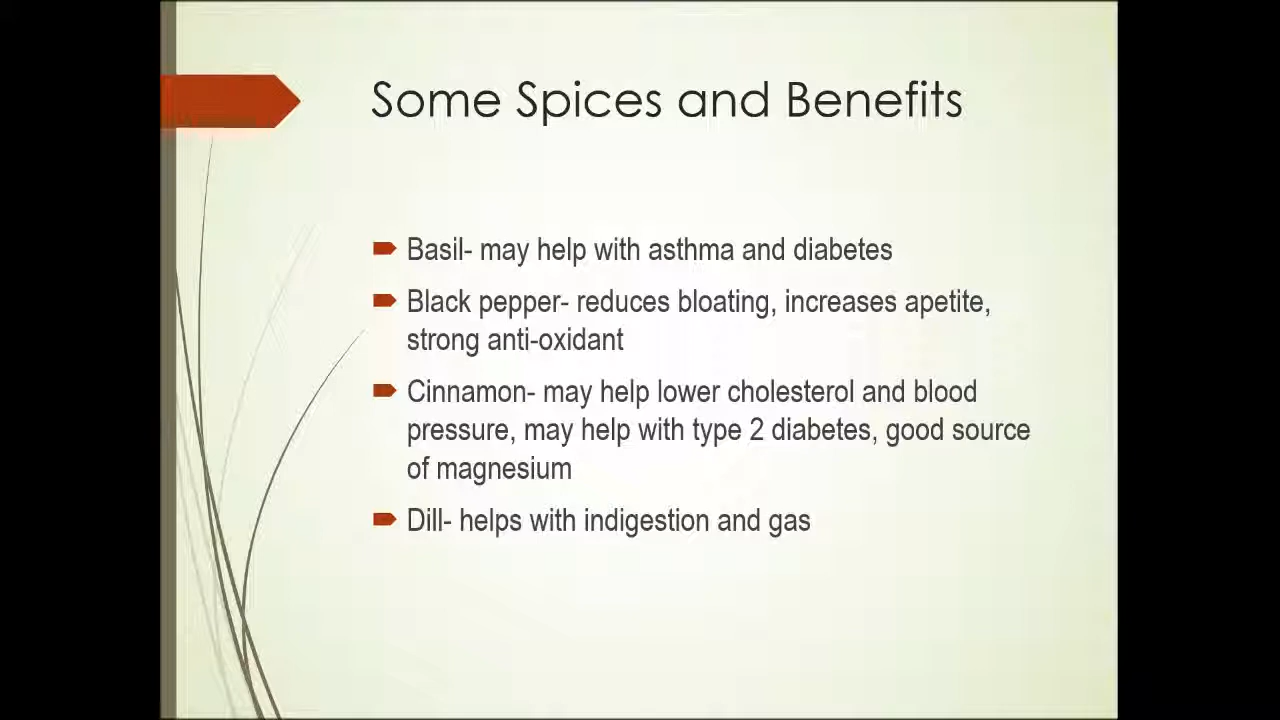 Some Spices and Benefits
Basil- may help with asthma and diabetes
Black pepper- reduces bloating, increases apetite,
strong anti-oxidant
Cinnamon- may help lower cholesterol and blood
pressure, may help with type 2 diabetes, good source
of magnesium
Dill- helps with indigestion and gas